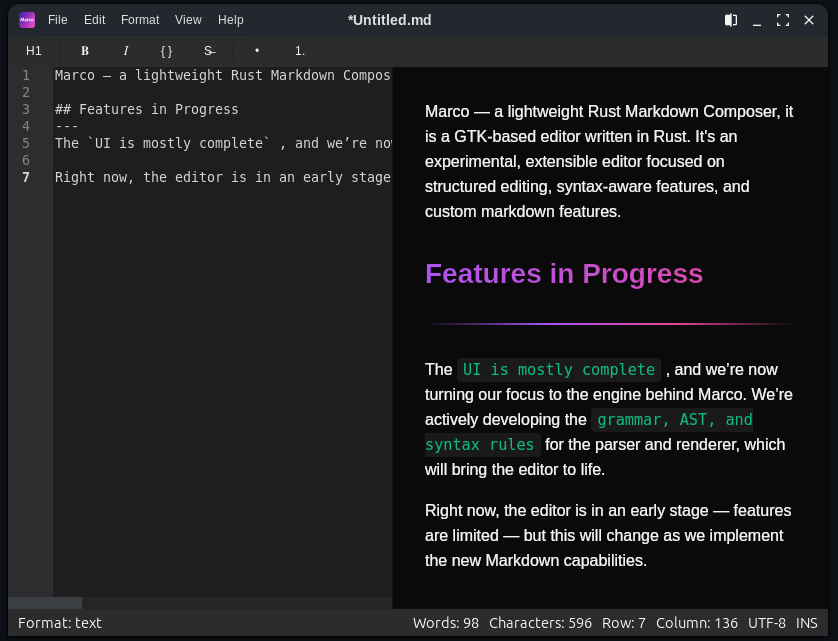 Marco File Edit Format View Help *Untitled.md
H1 B I { } S • 1.
1 Marco — a lightweight Rust Markdown Compos
2
3 ## Features in Progress
4 ---
5 The `UI is mostly complete` , and we’re no
6
7 Right now, the editor is in an early stage
Marco — a lightweight Rust Markdown Composer, it
is a GTK-based editor written in Rust. It's an
experimental, extensible editor focused on
structured editing, syntax-aware features, and
custom markdown features.
Features in Progress
The UI is mostly complete , and we’re now
turning our focus to the engine behind Marco. We’re
actively developing the grammar, AST, and
syntax rules for the parser and renderer, which
will bring the editor to life.
Right now, the editor is in an early stage — features
are limited — but this will change as we implement
the new Markdown capabilities.
Format: text Words: 98 Characters: 596 Row: 7 Column: 136 UTF-8 INS